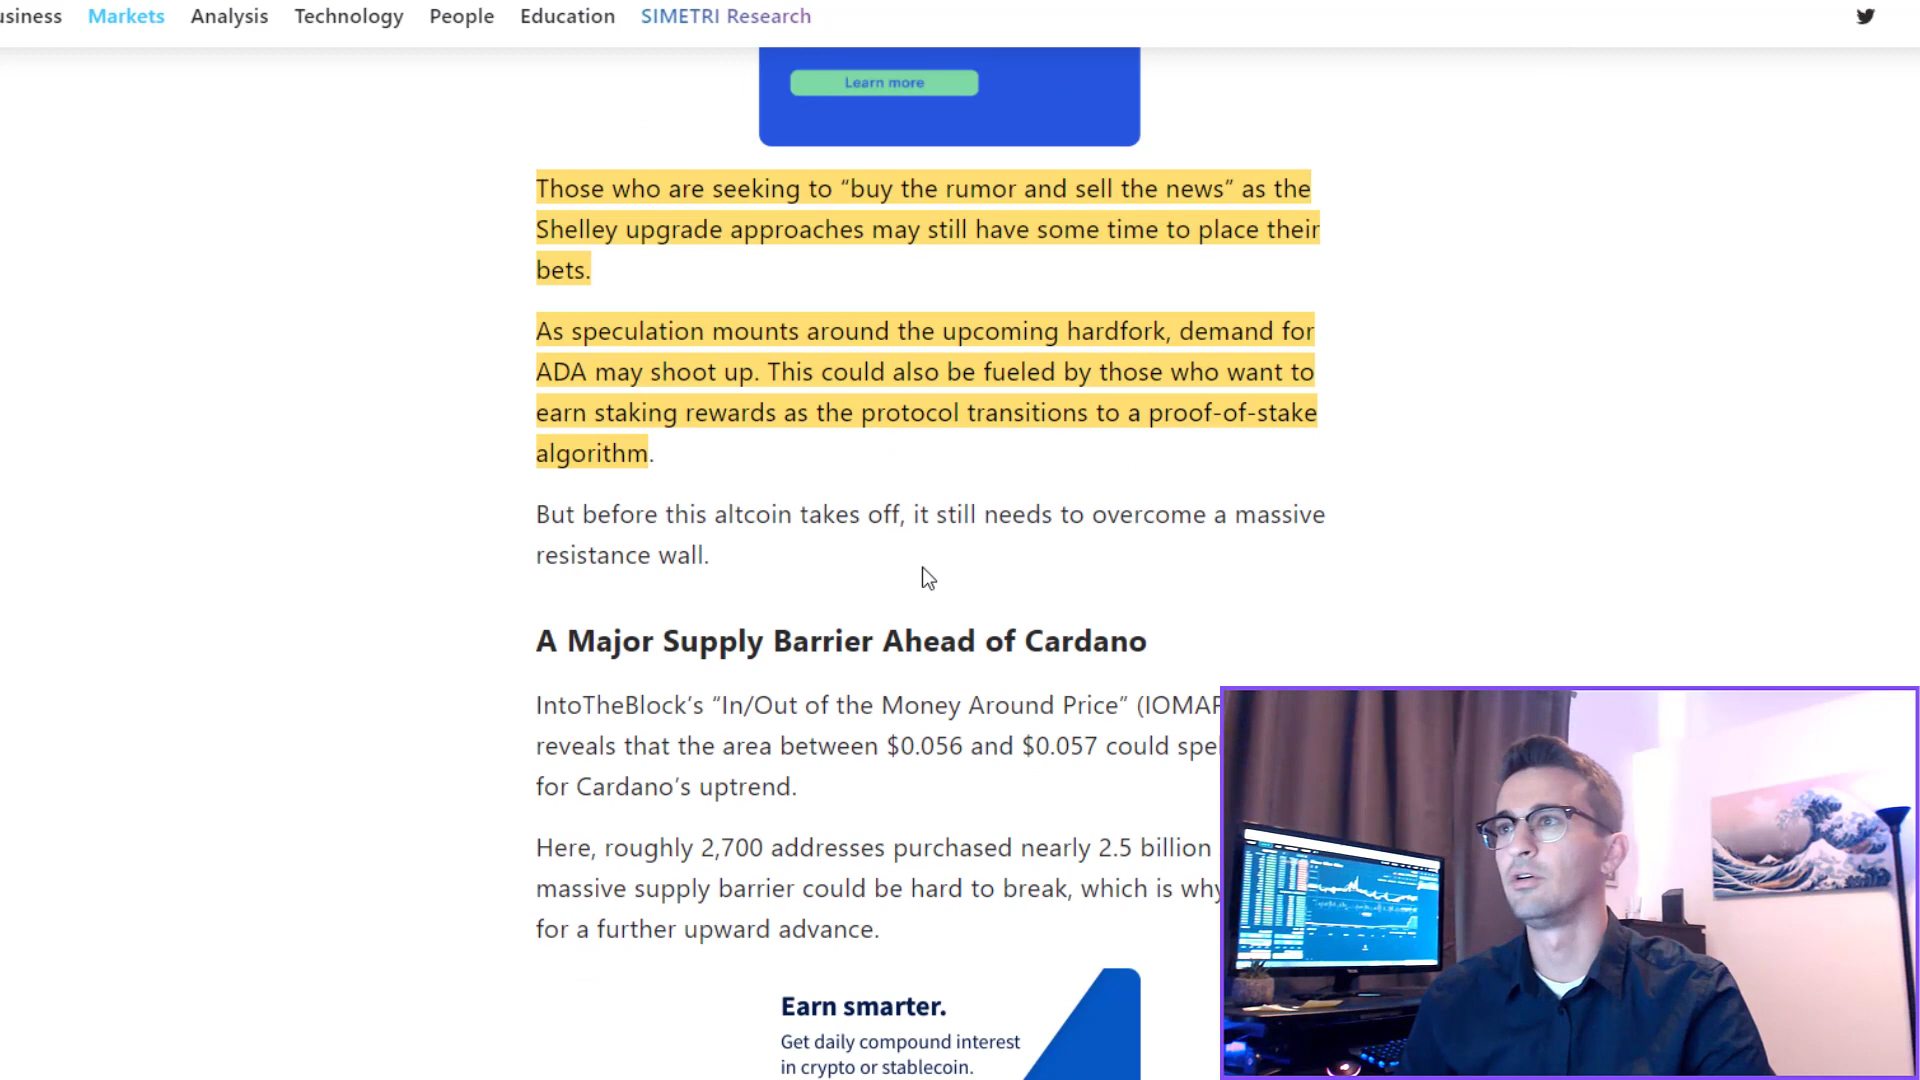 Markets Analysis Technology People Education SIMETRI Research
Learn more
Those who are seeking to “buy the rumor and sell the news” as the
Shelley upgrade approaches may still have some time to place their
bets.
As speculation mounts around the upcoming hardfork, demand for
ADA may shoot up. This could also be fueled by those who want to
earn staking rewards as the protocol transitions to a proof-of-stake
algorithm.
But before this altcoin takes off, it still needs to overcome a massive
resistance wall.
A Major Supply Barrier Ahead of Cardano
IntoTheBlock’s “In/Out of the Money Around Price” (IOMAP
reveals that the area between $0.056 and $0.057 could
for Cardano’s uptrend.
Here, roughly 2,700 addresses purchased nearly 2.5 billion
massive supply barrier could be hard to break, which is why
for a further upward advance.
Earn smarter.
Get daily compound interest
in crypto or stablecoin.